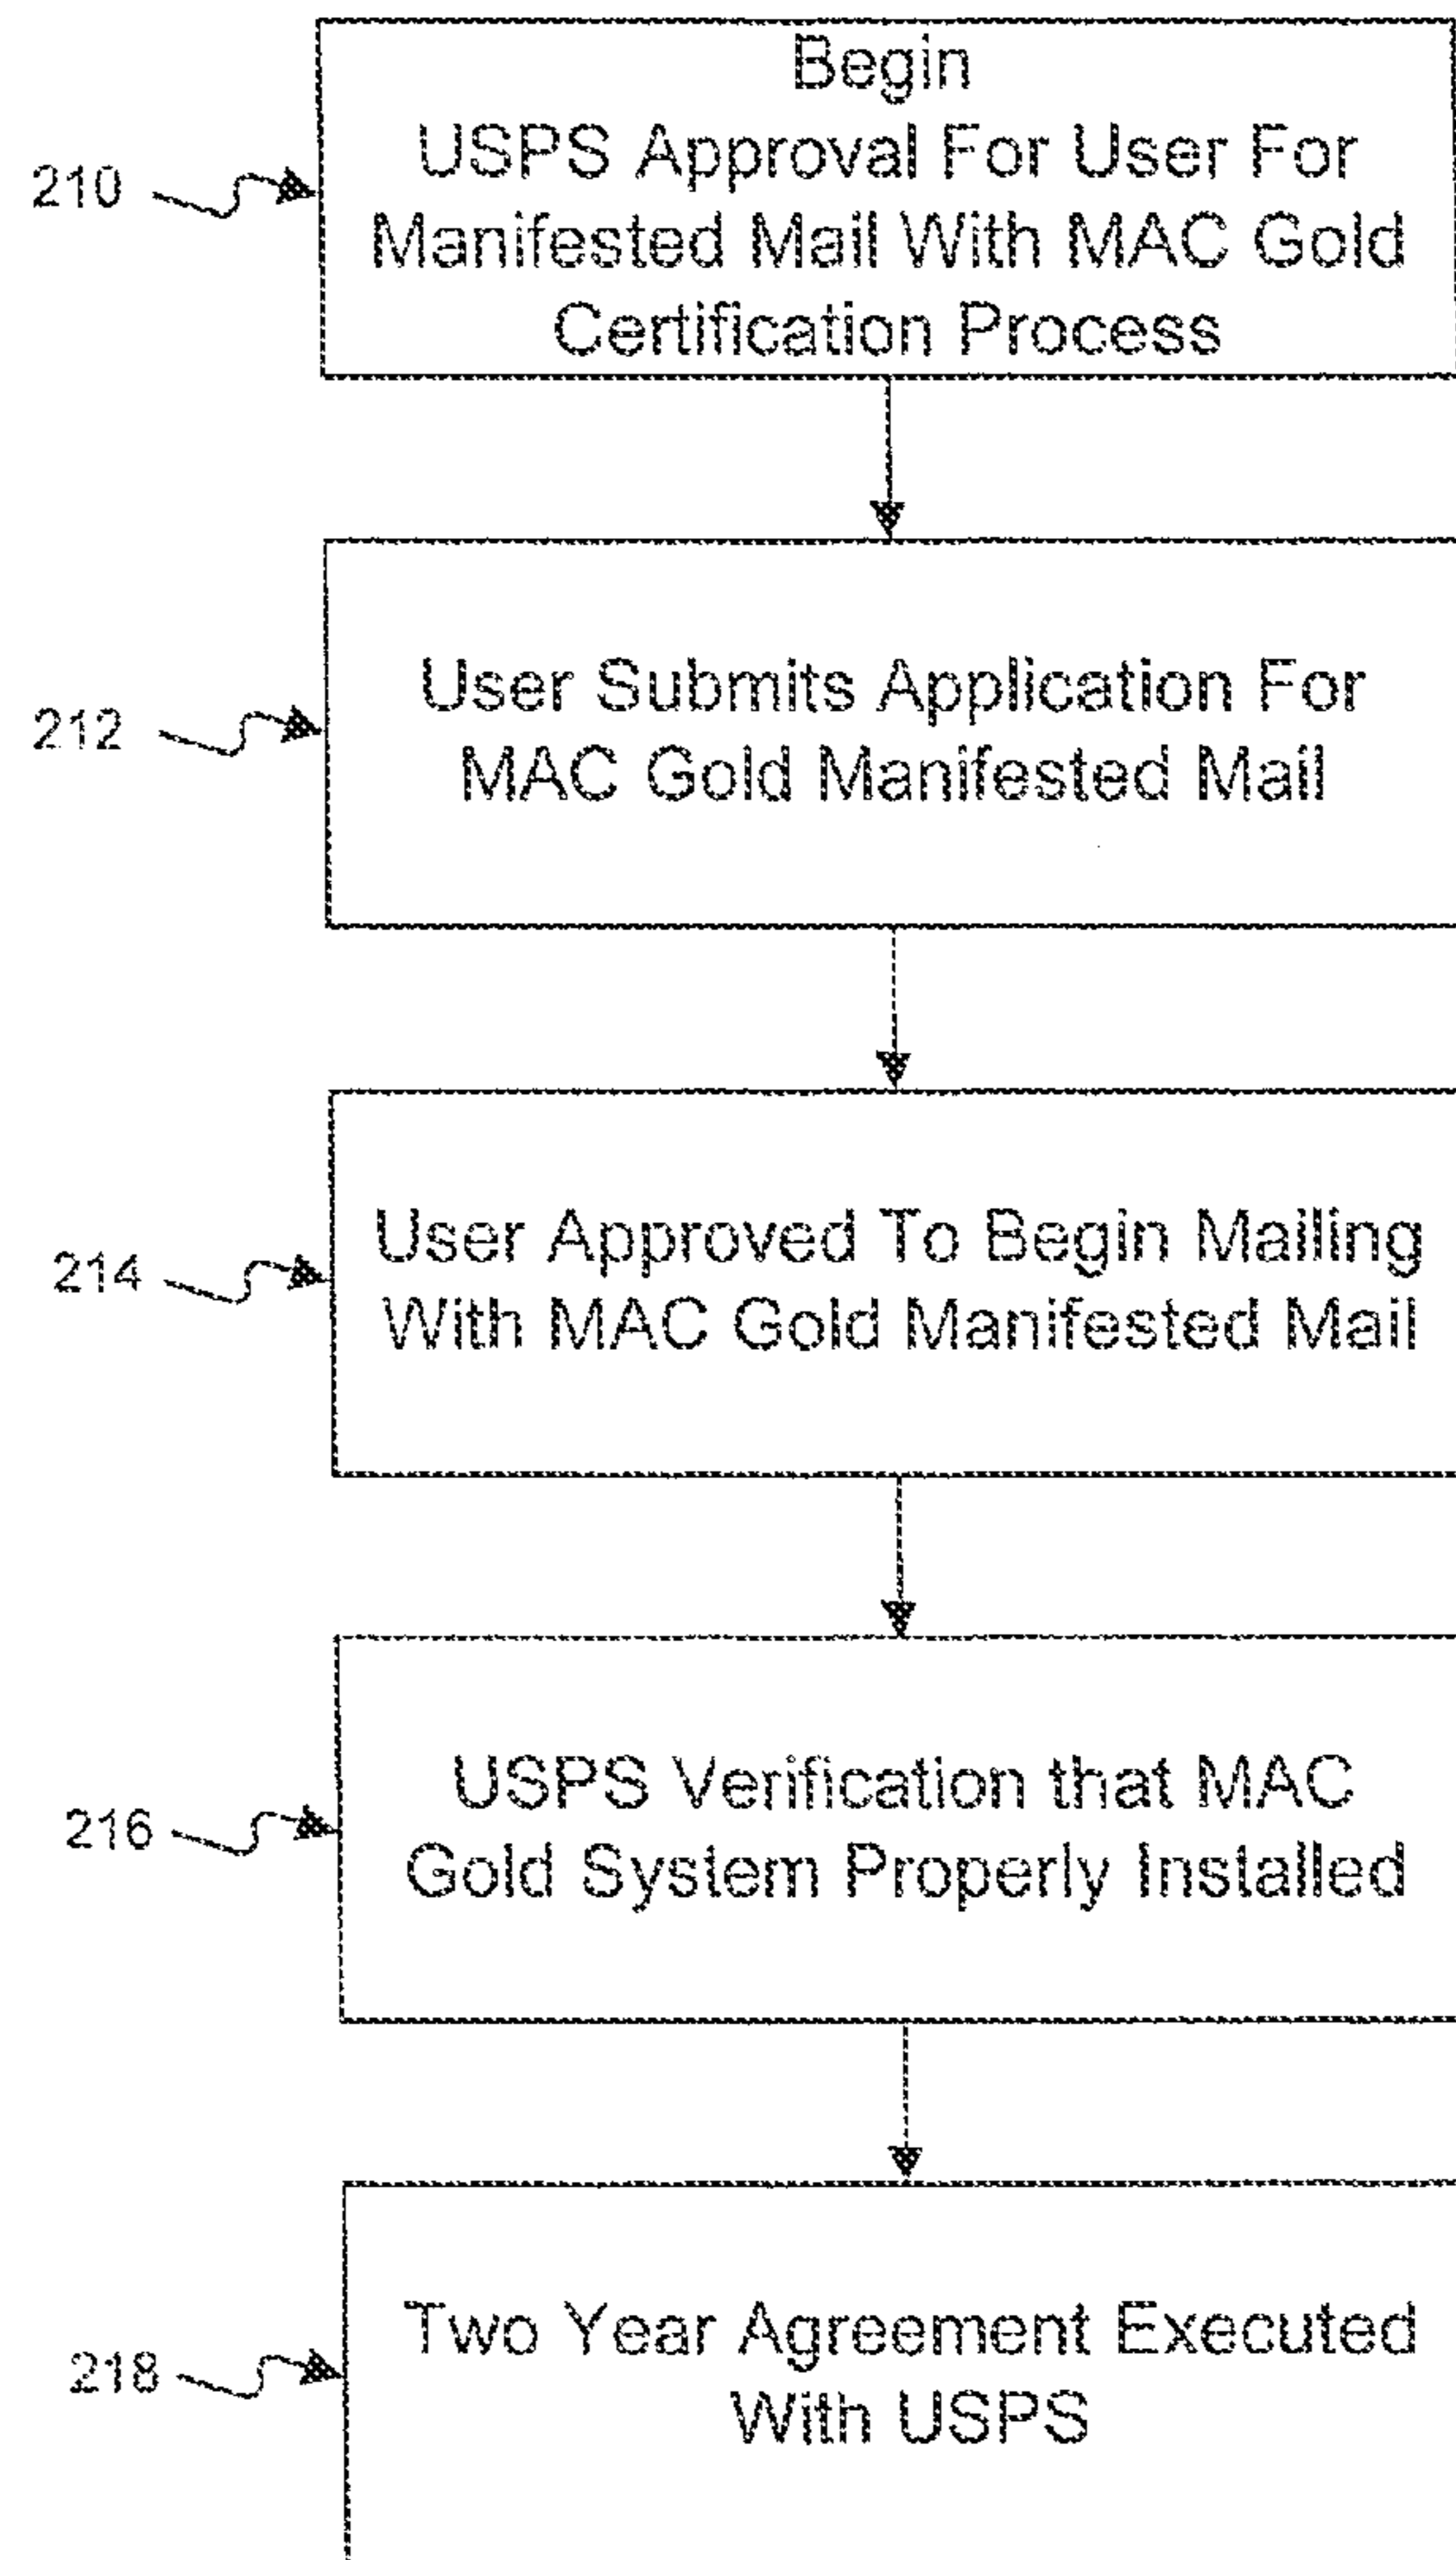 Begin
210
USPS Approval For User For
Manifested Mail With MAC Gold
Certification Process
212
User Submits Application For
MAC Gold Manifested Mail
214
User Approved To Begin Mailing
With MAC Gold Manifested Mail
216
USPS Verification that MAC
Gold System Properly Installed
218
Two Year Agreement Executed
With USPS